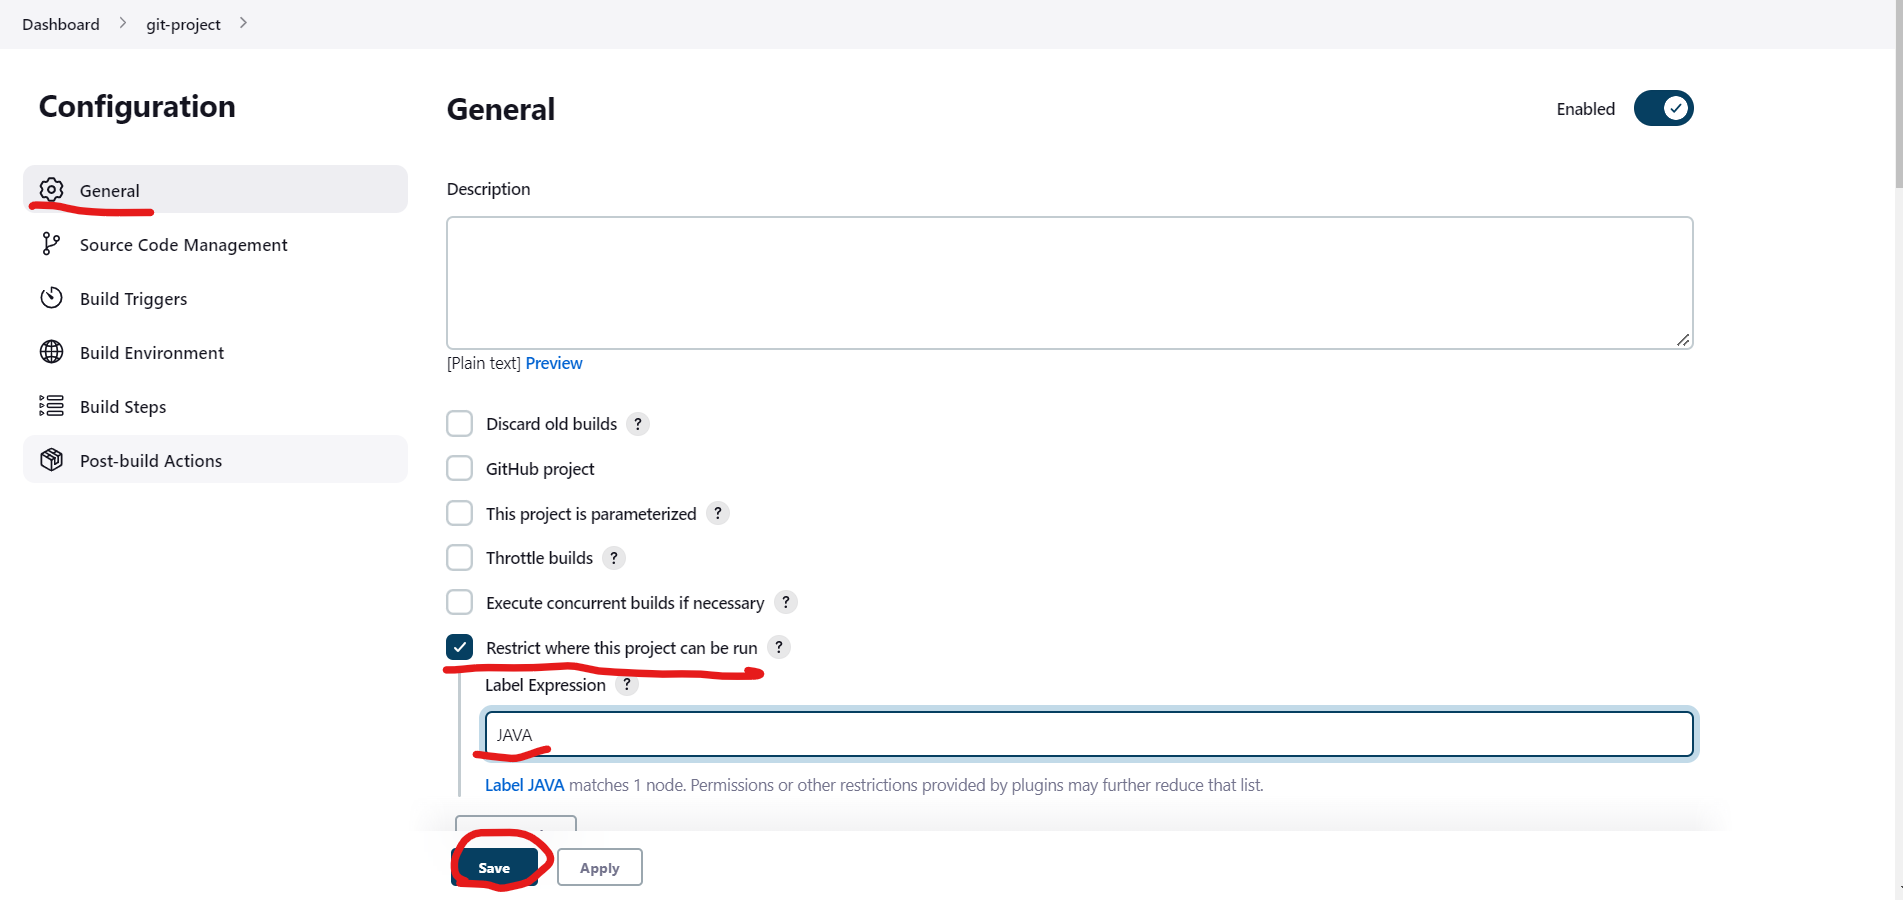 Dashboard > git-project >
Configuration
General
Source Code Management
Build Triggers
Build Environment
Build Steps
Post-build Actions
General
Enabled
Description
[Plain text] Preview
Discard old builds ?
GitHub project
This project is parameterized ?
Throttle builds ?
Execute concurrent builds if necessary ?
Restrict where this project can be run ?
Label Expression ?
JAVA
Label JAVA matches 1 node. Permissions or other restrictions provided by plugins may further reduce that list.
Save
Apply